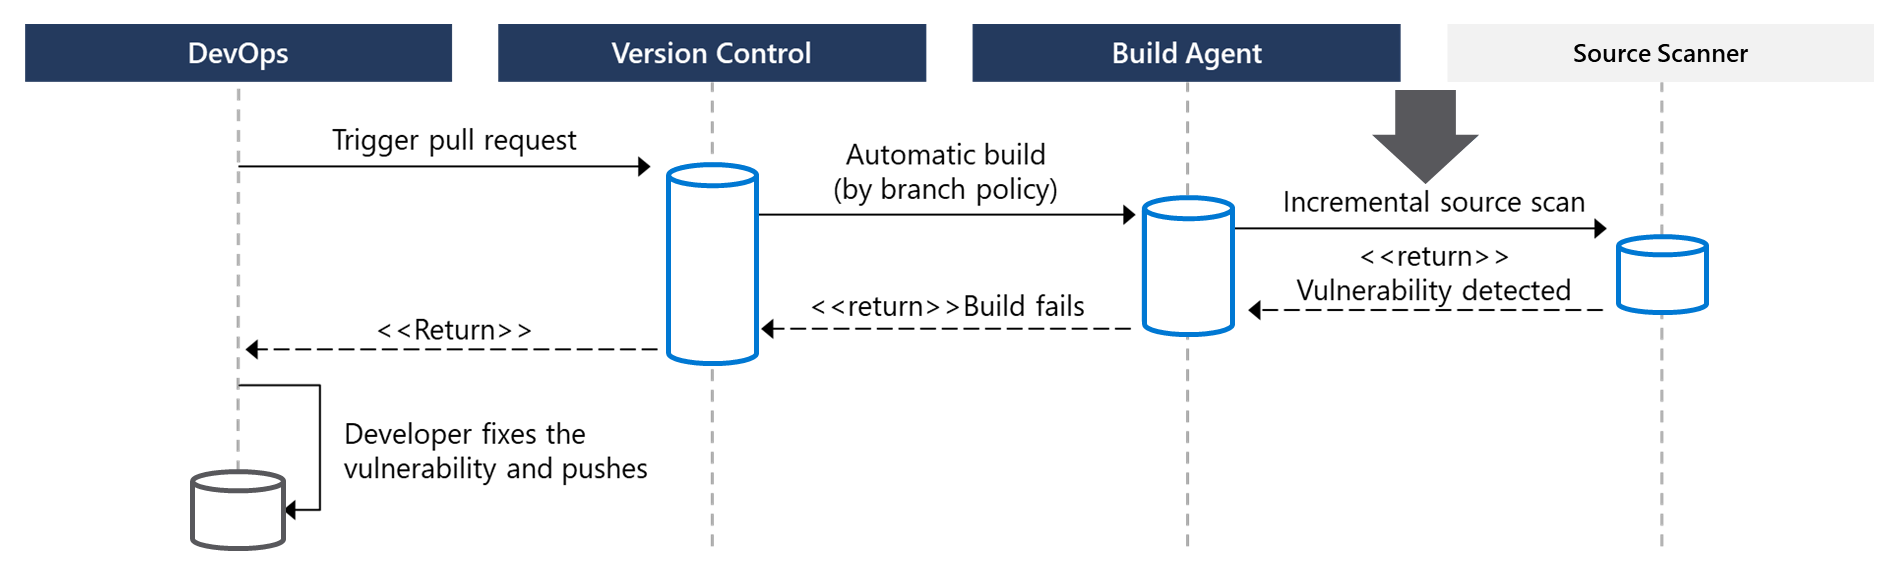 DevOps
Version Control
Build Agent
Source Scanner
Trigger pull request
Automatic build
(by branch policy)
Incremental source scan
<<return>>
Vulnerability detected
<<return>>Build fails
<<Return>>
Developer fixes the
vulnerability and pushes